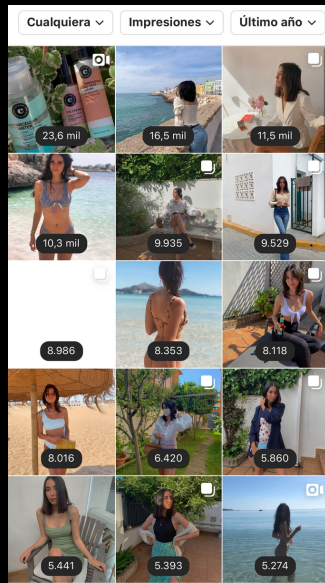 Cualquiera Impresiones Último año
23,6 mil 16,5 mil 11,5 mil
10,3 mil 9.935 9.529
8.986 8.353 8.118
8.016 6.420 5.860
5.441 5.393 5.274